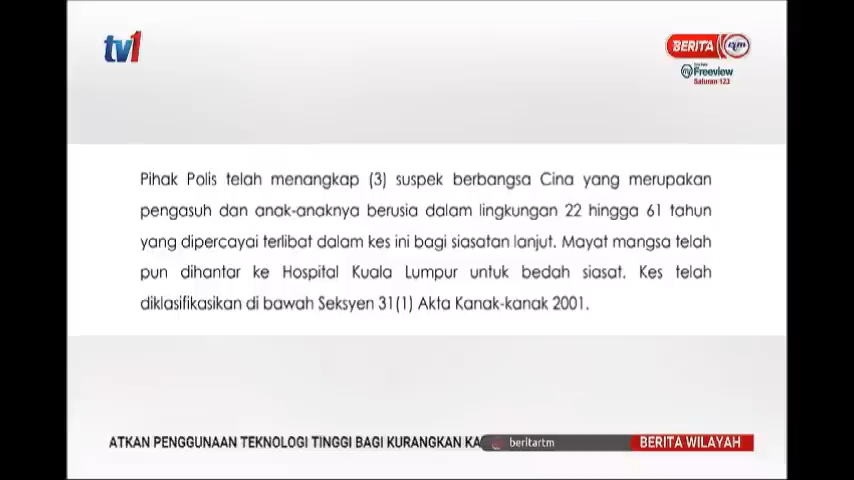 tv1
BERITA rtm
Freeview
Saluran 123
Pihak Polis telah menangkap (3) suspek berbangsa Cina yang merupakan
pengasuh dan anak-anaknya berusia dalam lingkungan 22 hingga 61 tahun
yang dipercayai terlibat dalam kes ini bagi siasatan lanjut. Mayat mangsa telah
pun dihantar ke Hospital Kuala Lumpur untuk bedah siasat. Kes telah
diklasifikasikan di bawah Seksyen 31(1) Akta Kanak-kanak 2001.
ATKAN PENGGUNAAN TEKNOLOGI TINGGI BAGI KURANGKAN KA
beritartm
BERITA WILAYAH